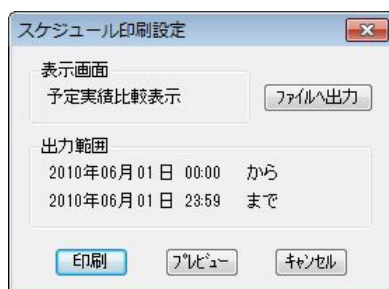 スケジュール印刷設定
表示画面
予定実績比較表示
ファイルへ出力
出力範囲
2010年06月01日 00:00 から
2010年06月01日 23:59 まで
印刷 プレビュー キャンセル